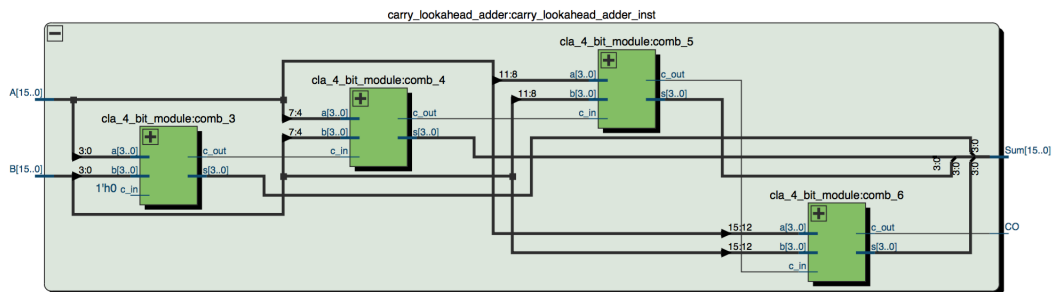 carry_lookahead_adder:carry_lookahead_adder_inst
cla_4_bit_module:comb_5
11:8 a[3..0] c_out
11:8 b[3..0] s[3..0]
c_in
cla_4_bit_module:comb_4
7:4 a[3..0] c_out
7:4 b[3..0] s[3..0]
c_in
A[15..0]
cla_4_bit_module:comb_3
3:0 a[3..0] c_out
B[15..0] 3:0 b[3..0] s[3..0]
1'h0 c_in
3:0
3:0
3:0
3:0
Sum[15..0]
cla_4_bit_module:comb_6
15:12 a[3..0] c_out
CO
15:12 b[3..0] s[3..0]
c_in